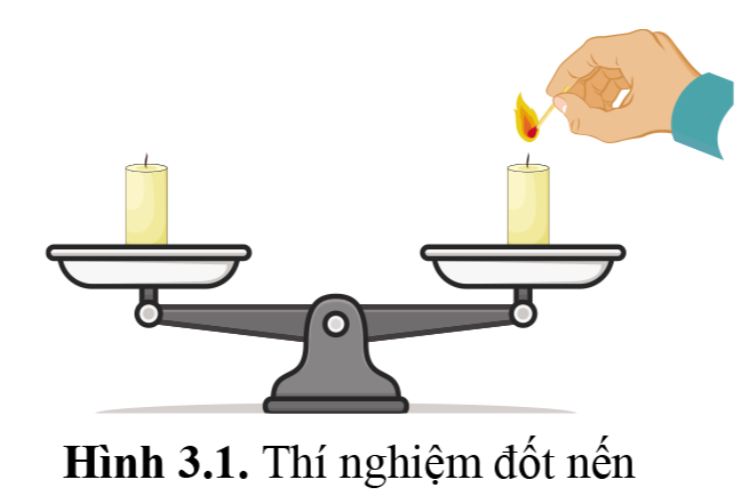 Hình 3.1. Thí nghiệm đốt nến